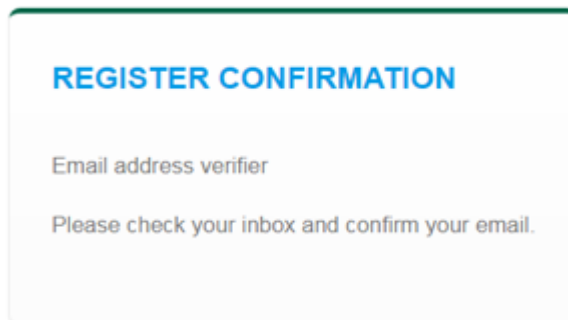 REGISTER CONFIRMATION
Email address verifier
Please check your inbox and confirm your email.